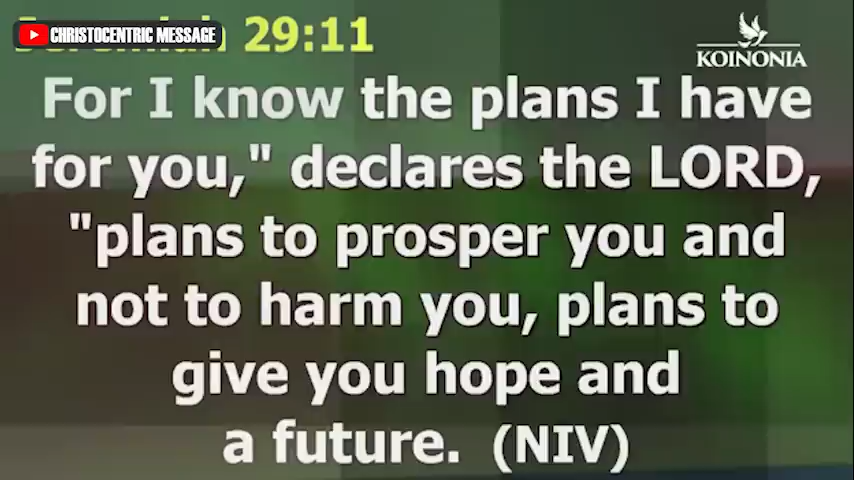 CHRISTOCENTRIC MESSAGE
29:11
KOINONIA
For I know the plans I have
for you," declares the LORD,
"plans to prosper you and
not to harm you, plans to
give you hope and
a future. (NIV)